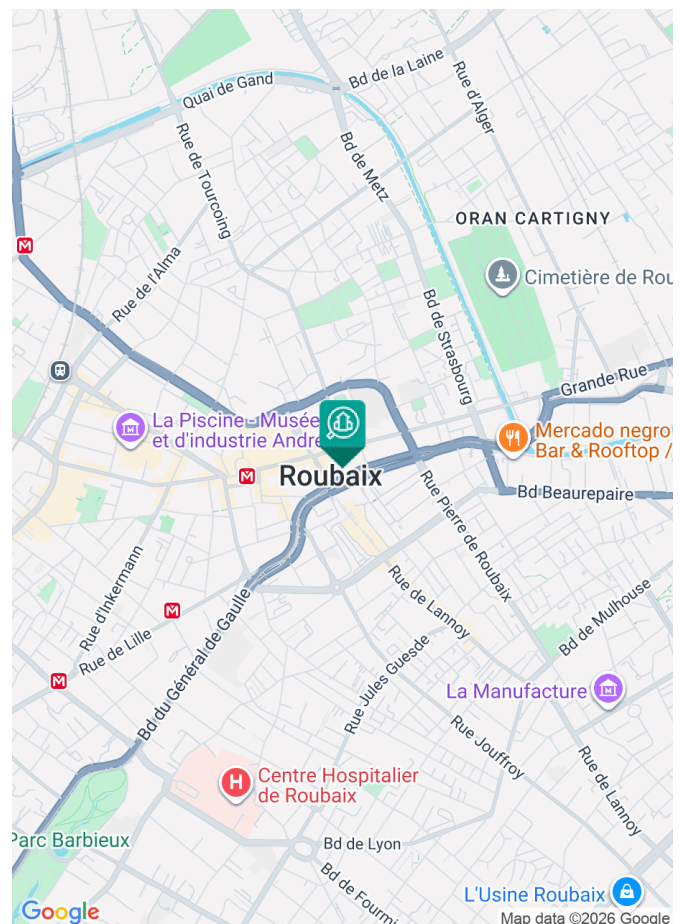 Bd de la Laine
Quai de Gand
Rue d'Alger
Bd de Metz
Rue de Tourcoing
ORAN CARTIGNY
M
Rue de l'Alma
Cimetière de Rou
Bd de Strasbourg
Grande Rue
La Piscine - Musée
et d'industrie André
Mercado negro
Bar & Rooftop /
M
Roubaix
Bd Beaurepaire
Rue Pierre de Roubaix
Rue d'Inkermann
Rue de Lannoy
Bd de Mulhouse
M
Rue de Lille
Bd du Général de Gaulle
Rue Jules Guesde
M
La Manufacture
Rue Jouffroy
Rue de Lannoy
H
Centre Hospitalier
de Roubaix
Parc Barbieux
Bd de Lyon
Bd de Fourmi
L'Usine Roubaix
Google
Map data ©2026 Google